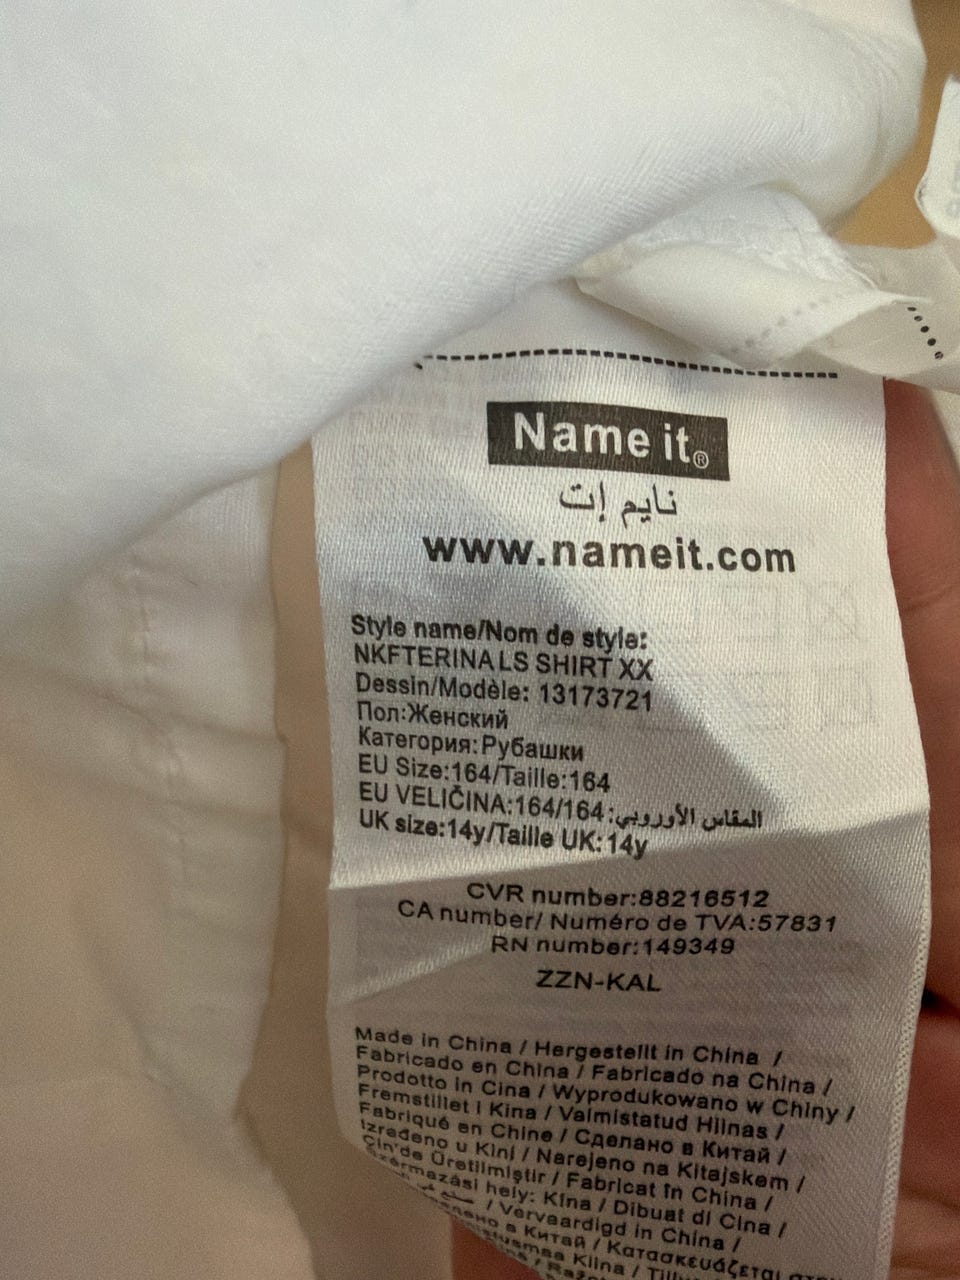 Name it®
نايم إت
www.nameit.com
Style name/Nom de style:
NKFTERINA LS SHIRT XX
Dessin/Modèle: 13173721
Пол:Женский
Категория:Рубашки
EU Size:164/Taille:164
EU VELIČINA:164/164:المقاس الأوروبي
UK size:14y/Taille UK:14y
CVR number:88216512
CA number/ Numéro de TVA:57831
RN number:149349
ZZN-KAL
Made in China / Hergestellt in China /
Fabricado en China / Fabricado na China /
Prodotto in Cina / Wyprodukowano w Chiny /
Fremstillet i Kina / Valmistatud Hiinas /
Fabriqué en Chine / Сделано в Китай /
Izrađeno u Kini / Narejeno na Kitajskem /
Çin'de Üretilmiştir / Fabricat în China /
Származási hely: Kína / Dibuat di Cina /
صنع في / Vervaardigd in China /
в Китай / Κατασκευάζεται
Kiina /